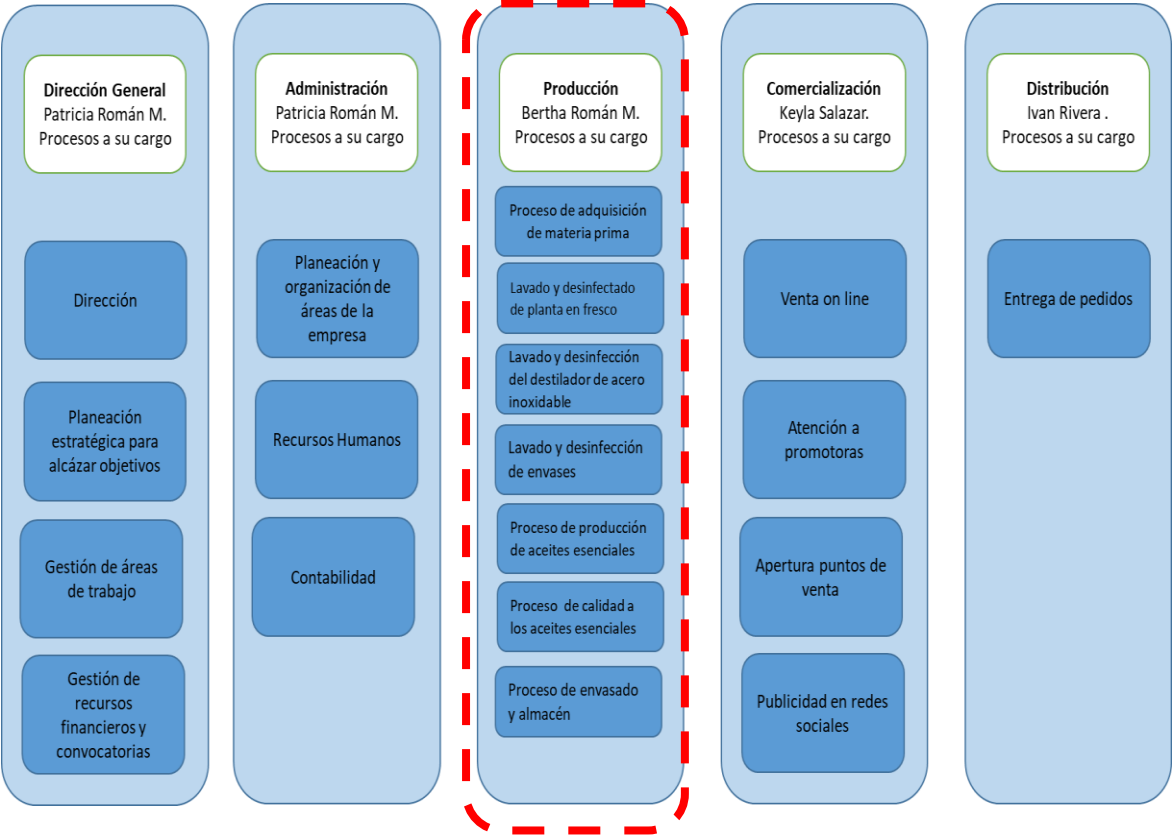 Dirección General
Patricia Román M.
Procesos a su cargo
Dirección
Planeación
estratégica para
alcázar objetivos
Gestión de áreas
de trabajo
Gestión de
recursos
financieros y
convocatorias
Administración
Patricia Román M.
Procesos a su cargo
Planeación y
organización de
áreas de la
empresa
Recursos Humanos
Contabilidad
Producción
Bertha Román M.
Procesos a su cargo
Proceso de adquisición
de materia prima
Lavado y desinfectado
de planta en fresco
Lavado y desinfección
del destilador de acero
inoxidable
Lavado y desinfección
de envases
Proceso de producción
de aceites esenciales
Proceso de calidad a
los aceites esenciales
Proceso de envasado
y almacén
Comercialización
Keyla Salazar.
Procesos a su cargo
Venta on line
Atención a
promotoras
Apertura puntos de
venta
Publicidad en redes
sociales
Distribución
Ivan Rivera .
Procesos a su cargo
Entrega de pedidos